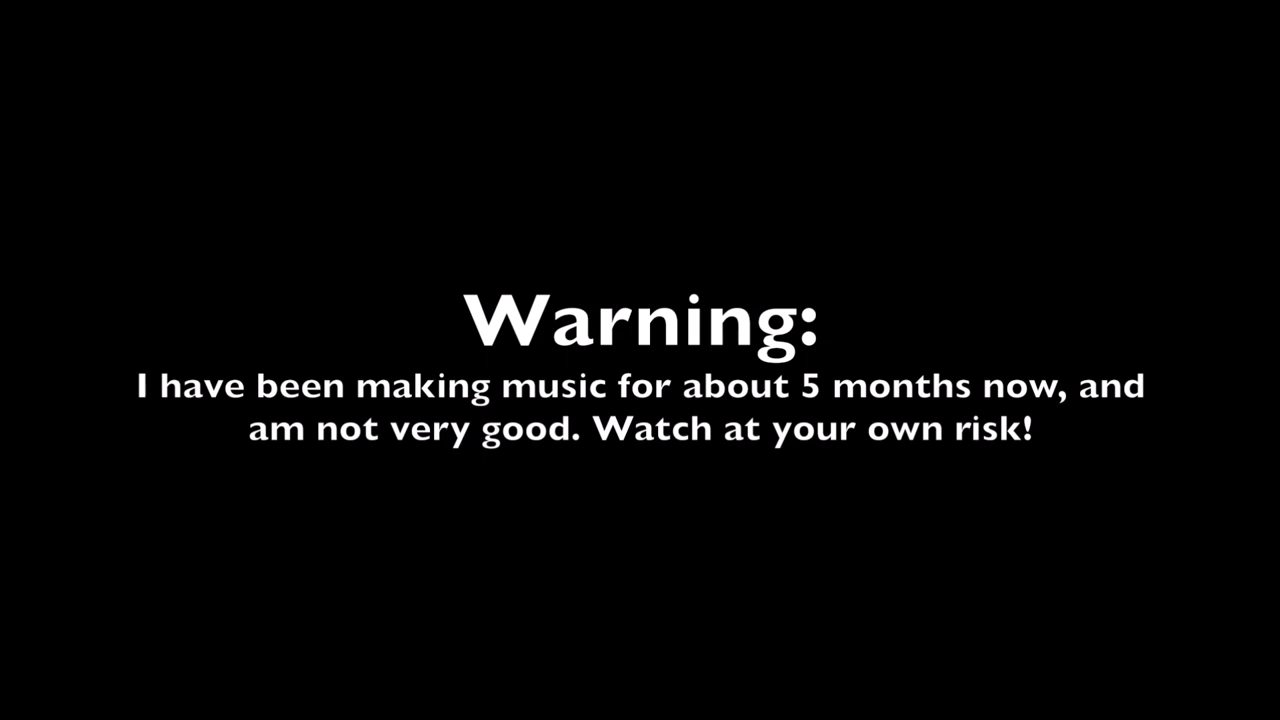 Warning:
I have been making music for about 5 months now, and
am not very good. Watch at your own risk!